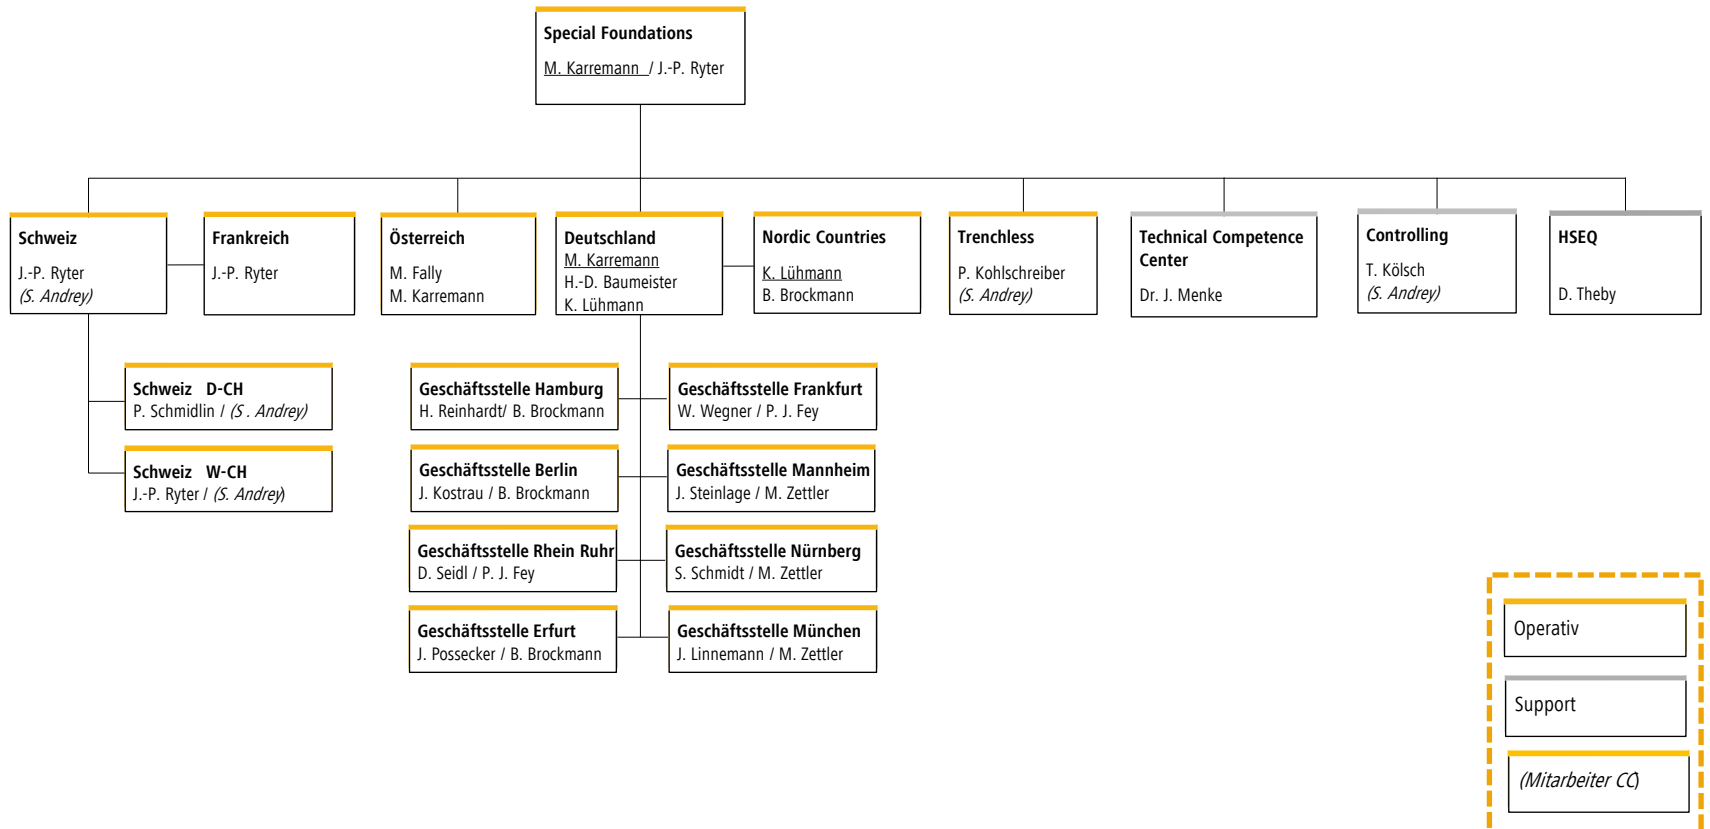 Special Foundations
M. Karremann / J.-P. Ryter
Schweiz
J.-P. Ryter
(S. Andrey)
Frankreich
J.-P. Ryter
Österreich
M. Fally
M. Karremann
Deutschland
M. Karremann
H.-D. Baumeister
K. Lühmann
Nordic Countries
K. Lühmann
B. Brockmann
Trenchless
P. Kohlschreiber
(S. Andrey)
Technical Competence
Center
Dr. J. Menke
Controlling
T. Kölsch
(S. Andrey)
HSEQ
D. Theby
Schweiz D-CH
P. Schmidlin / (S . Andrey)
Schweiz W-CH
J.-P. Ryter / (S. Andrey)
Geschäftsstelle Hamburg
H. Reinhardt/ B. Brockmann
Geschäftsstelle Frankfurt
W. Wegner / P. J. Fey
Geschäftsstelle Berlin
J. Kostrau / B. Brockmann
Geschäftsstelle Mannheim
J. Steinlage / M. Zettler
Geschäftsstelle Rhein Ruhr
D. Seidl / P. J. Fey
Geschäftsstelle Nürnberg
S. Schmidt / M. Zettler
Geschäftsstelle Erfurt
J. Possecker / B. Brockmann
Geschäftsstelle München
J. Linnemann / M. Zettler
Operativ
Support
(Mitarbeiter CC)